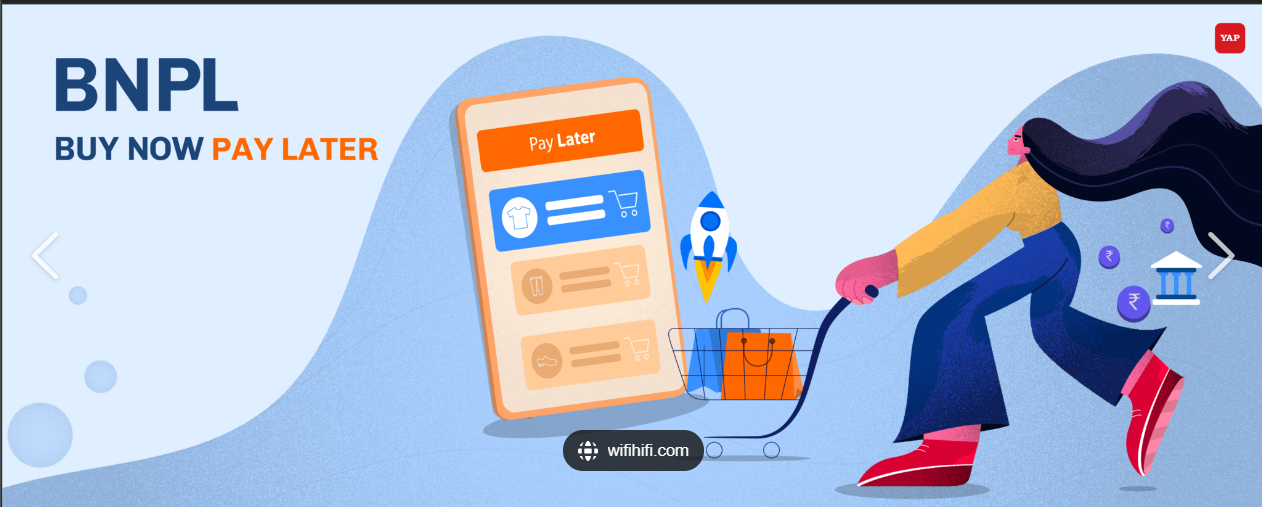 BNPL
BUY NOW PAY LATER
YAP
Pay Later
₹
₹
₹
wifihifi.com